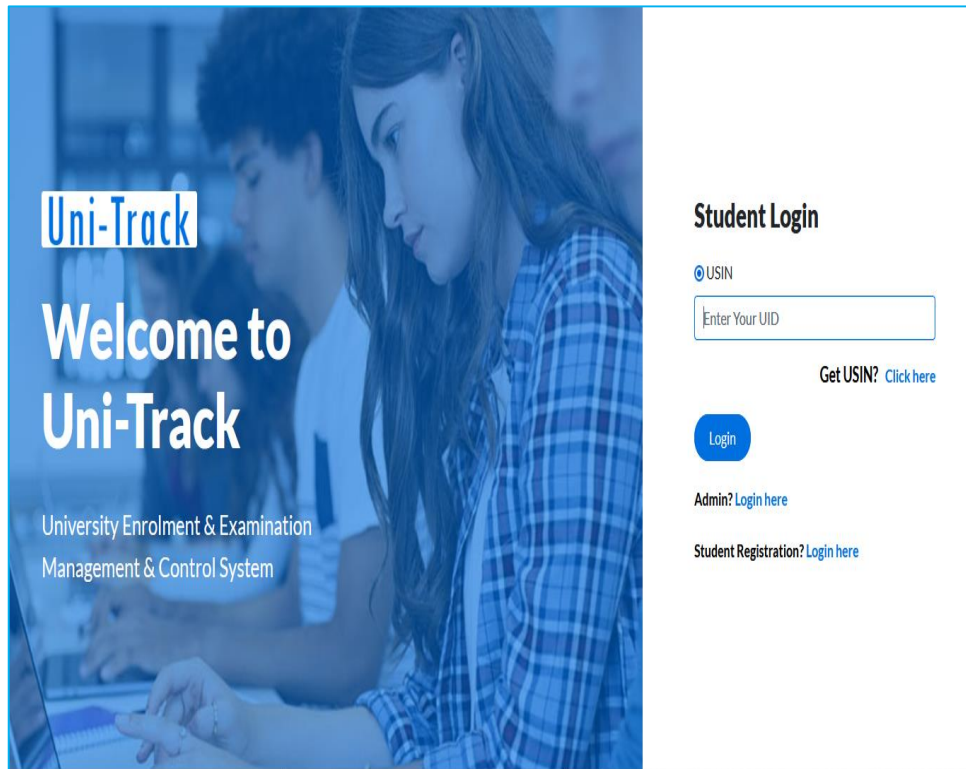 Uni-Track
Welcome to
Uni-Track
University Enrolment & Examination
Management & Control System
Student Login
USIN
Enter Your UID
Get USIN? Click here
Login
Admin? Login here
Student Registration? Login here